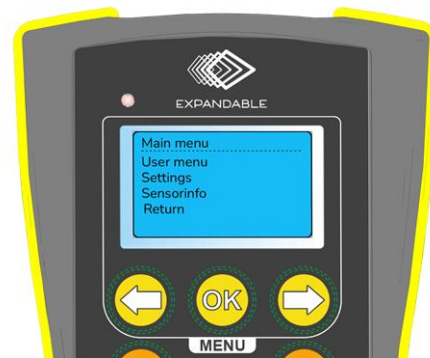 EXPANDABLE
Main menu
User menu
Settings
Sensorinfo
Return
OK
MENU